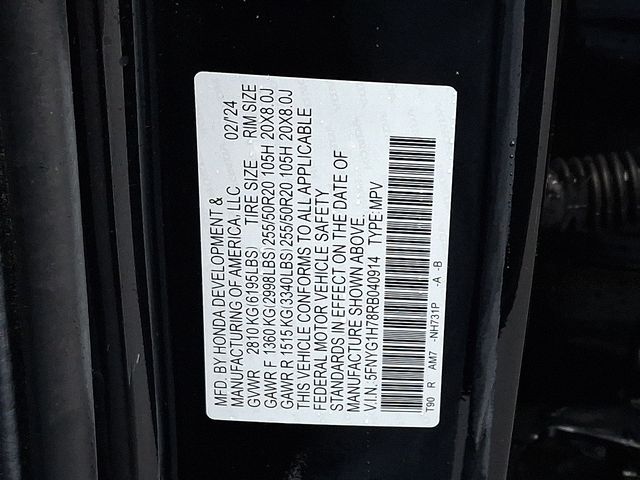 MFD. BY HONDA DEVELOPMENT &
MANUFACTURING OF AMERICA, LLC 02/'24
GVWR 2810 KG(6195LBS) TIRE SIZE RIM SIZE
GAWR F 1360 KG(2998LBS)255/50R20 105H 20X8.0J
GAWR R 1515 KG(3340LBS)255/50R20 105H 20X8.0J
THIS VEHICLE CONFORMS TO ALL APPLICABLE
FEDERAL MOTOR VEHICLE SAFETY
STANDARDS IN EFFECT ON THE DATE OF
MANUFACTURE SHOWN ABOVE.
V.I.N. 5FNYG1H78RB040914 TYPE:MPV
T90 R AM7 -NH731P -A -B